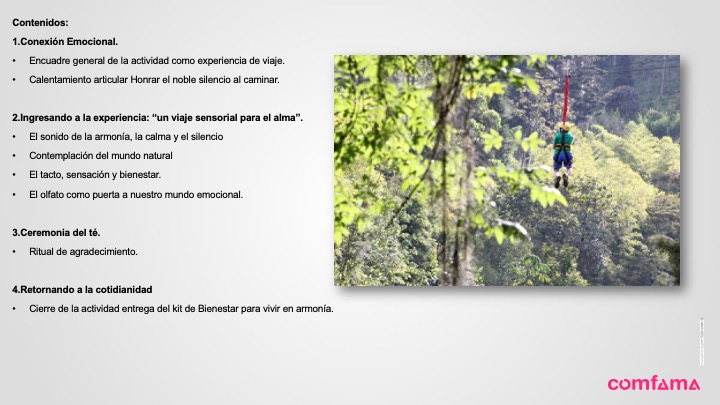 Contenidos:
1.Conexión Emocional.
• Encuadre general de la actividad como experiencia de viaje.
• Calentamiento articular Honrar el noble silencio al caminar.
2.Ingresando a la experiencia: “un viaje sensorial para el alma”.
• El sonido de la armonía, la calma y el silencio
• Contemplación del mundo natural
• El tacto, sensación y bienestar.
• El olfato como puerta a nuestro mundo emocional.
3.Ceremonia del té.
• Ritual de agradecimiento.
4.Retornando a la cotidianidad
• Cierre de la actividad entrega del kit de Bienestar para vivir en armonía.
comfama